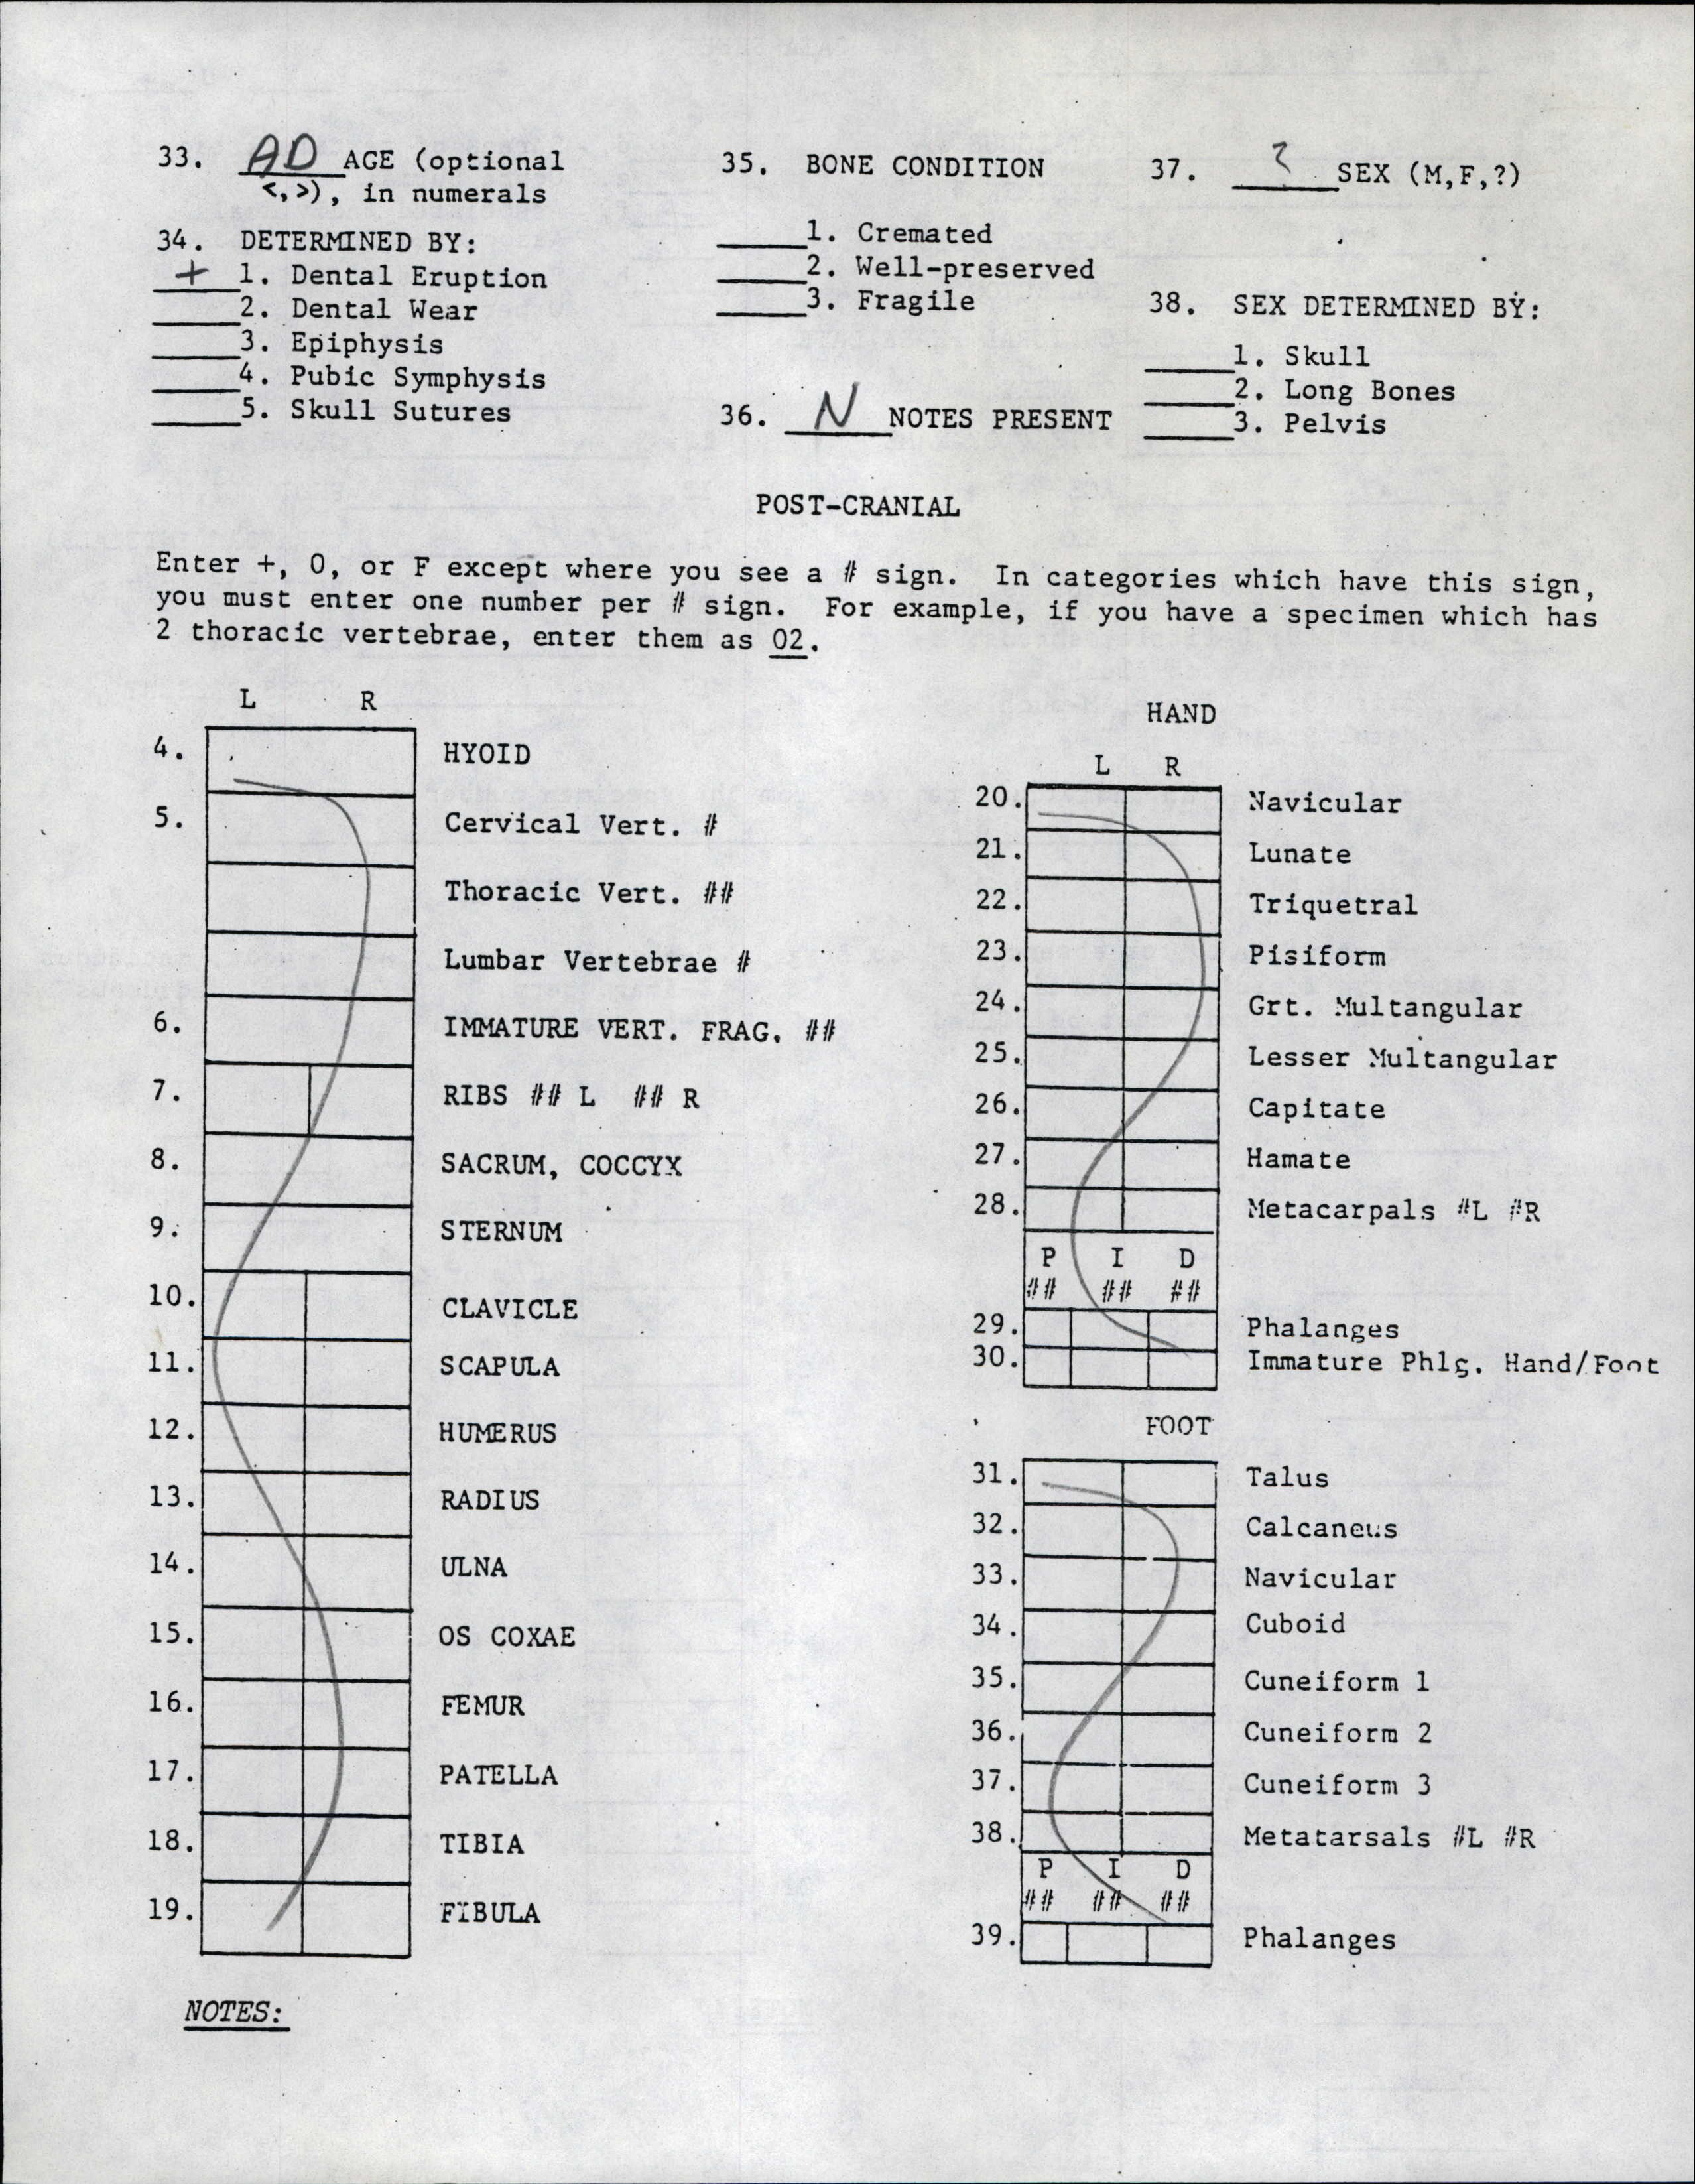 33. AD AGE (optional
<,>), in numerals
34. DETERMINED BY:
+ 1. Dental Eruption
2. Dental Wear
3. Epiphysis
4. Pubic Symphysis
5. Skull Sutures
35. BONE CONDITION
1. Cremated
2. Well-preserved
3. Fragile
36. N NOTES PRESENT
37. ? SEX (M,F,?)
38. SEX DETERMINED BY:
1. Skull
2. Long Bones
3. Pelvis
POST-CRANIAL
Enter +, 0, or F except where you see a # sign. In categories which have this sign,
you must enter one number per # sign. For example, if you have a specimen which has
2 thoracic vertebrae, enter them as 02.
L R
4. HYOID
5. Cervical Vert. #
Thoracic Vert. ##
Lumbar Vertebrae #
6. IMMATURE VERT. FRAG. ##
7. RIBS ## L ## R
8. SACRUM, COCCYX
9. STERNUM
10. CLAVICLE
11. SCAPULA
12. HUMERUS
13. RADIUS
14. ULNA
15. OS COXAE
16. FEMUR
17. PATELLA
18. TIBIA
19. FIBULA
HAND
L R
20. Navicular
21. Lunate
22. Triquetral
23. Pisiform
24. Grt. Multangular
25. Lesser Multangular
26. Capitate
27. Hamate
28. Metacarpals #L #R
P I D
## ## ##
29. Phalanges
30. Immature Phlg. Hand/Foot
FOOT
31. Talus
32. Calcaneus
33. Navicular
34. Cuboid
35. Cuneiform 1
36. Cuneiform 2
37. Cuneiform 3
38. Metatarsals #L #R
P I D
## ## ##
39. Phalanges
NOTES: